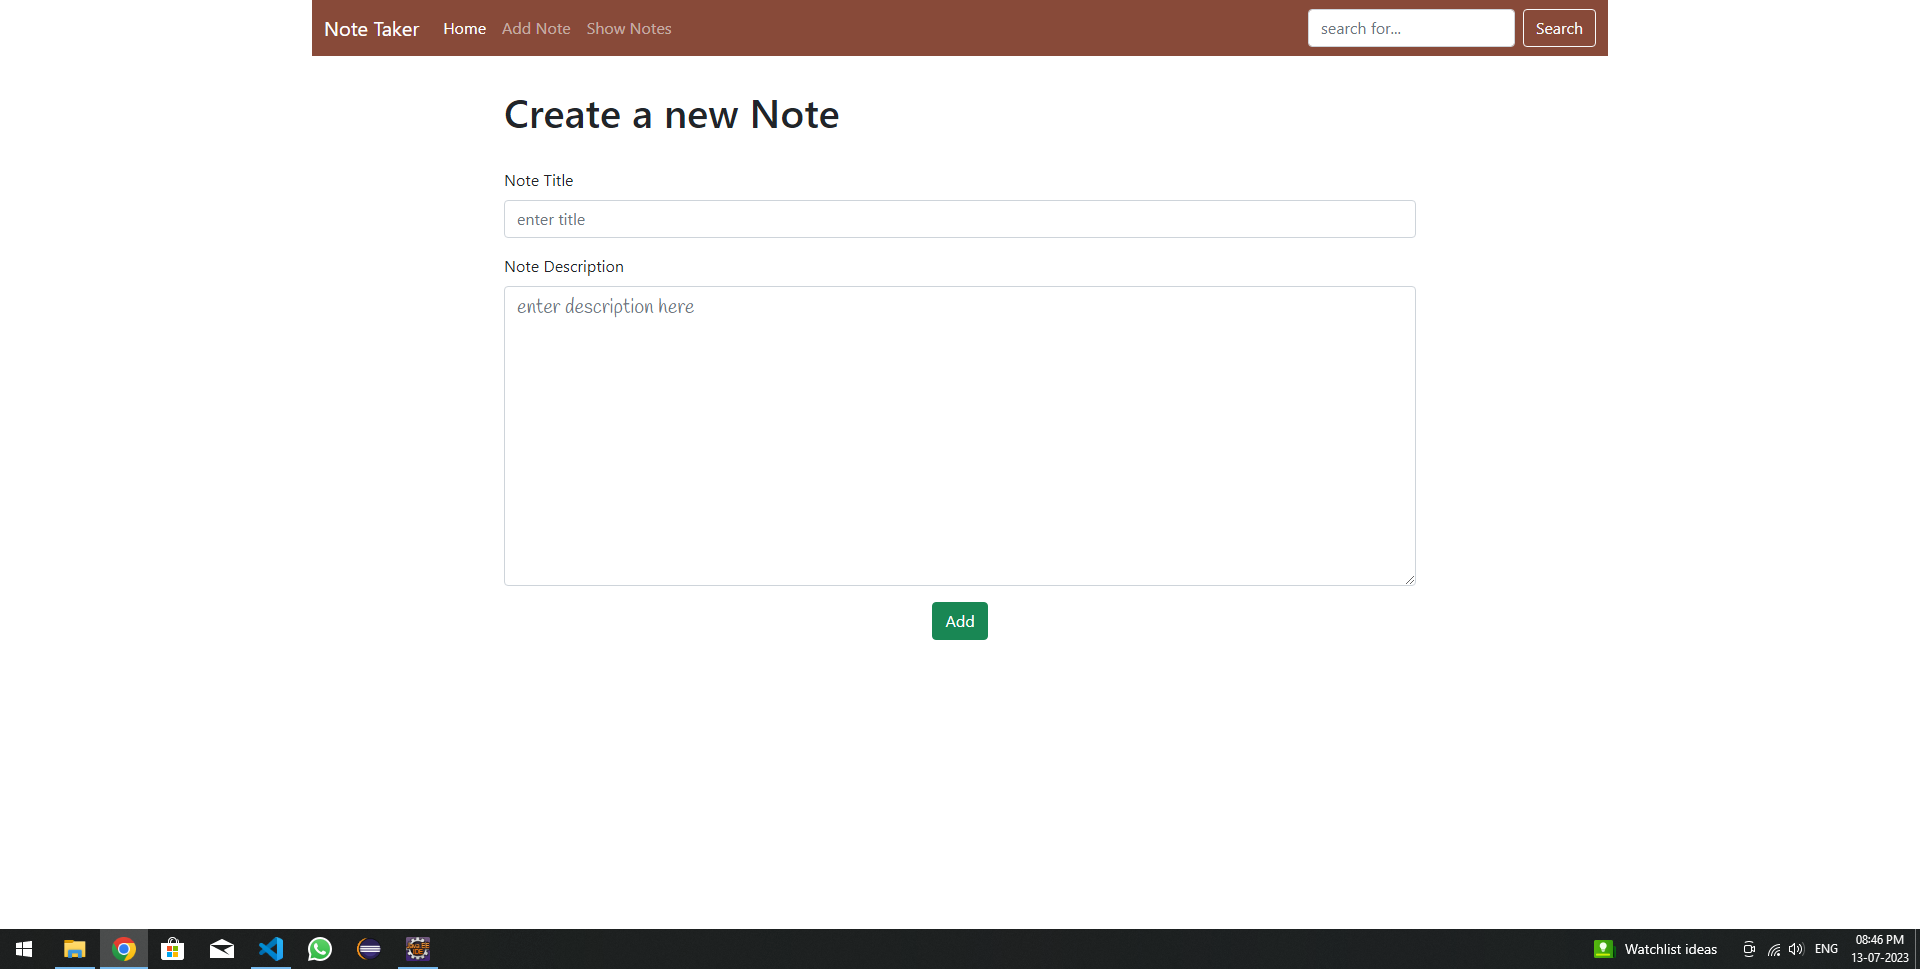 Note Taker Home Add Note Show Notes search for... Search
Create a new Note
Note Title
enter title
Note Description
enter description here
Add
Watchlist ideas ENG 08:46 PM
13-07-2023